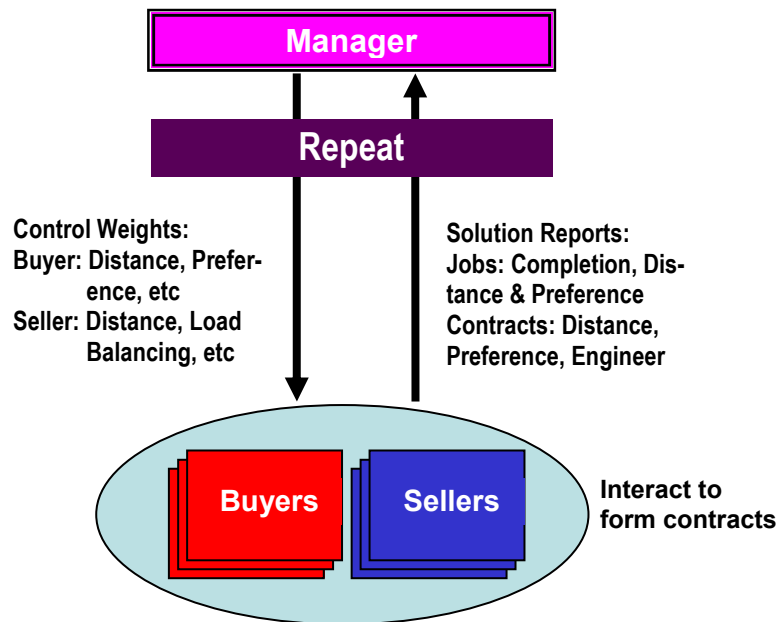 Manager
Repeat
Control Weights:
Buyer: Distance, Prefer-
ence, etc
Seller: Distance, Load
Balancing, etc
Solution Reports:
Jobs: Completion, Dis-
tance & Preference
Contracts: Distance,
Preference, Engineer
Buyers
Sellers
Interact to
form contracts